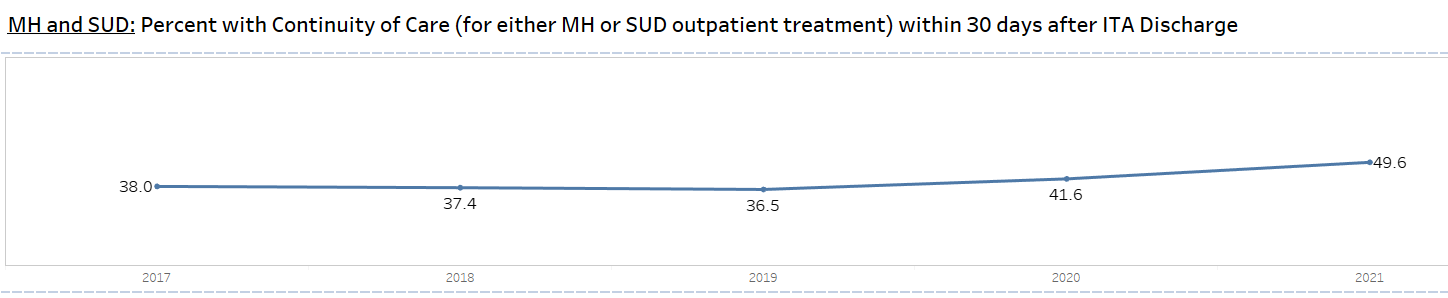 MH and SUD: Percent with Continuity of Care (for either MH or SUD outpatient treatment) within 30 days after ITA Discharge
38.0
37.4
36.5
41.6
49.6
2017 2018 2019 2020 2021